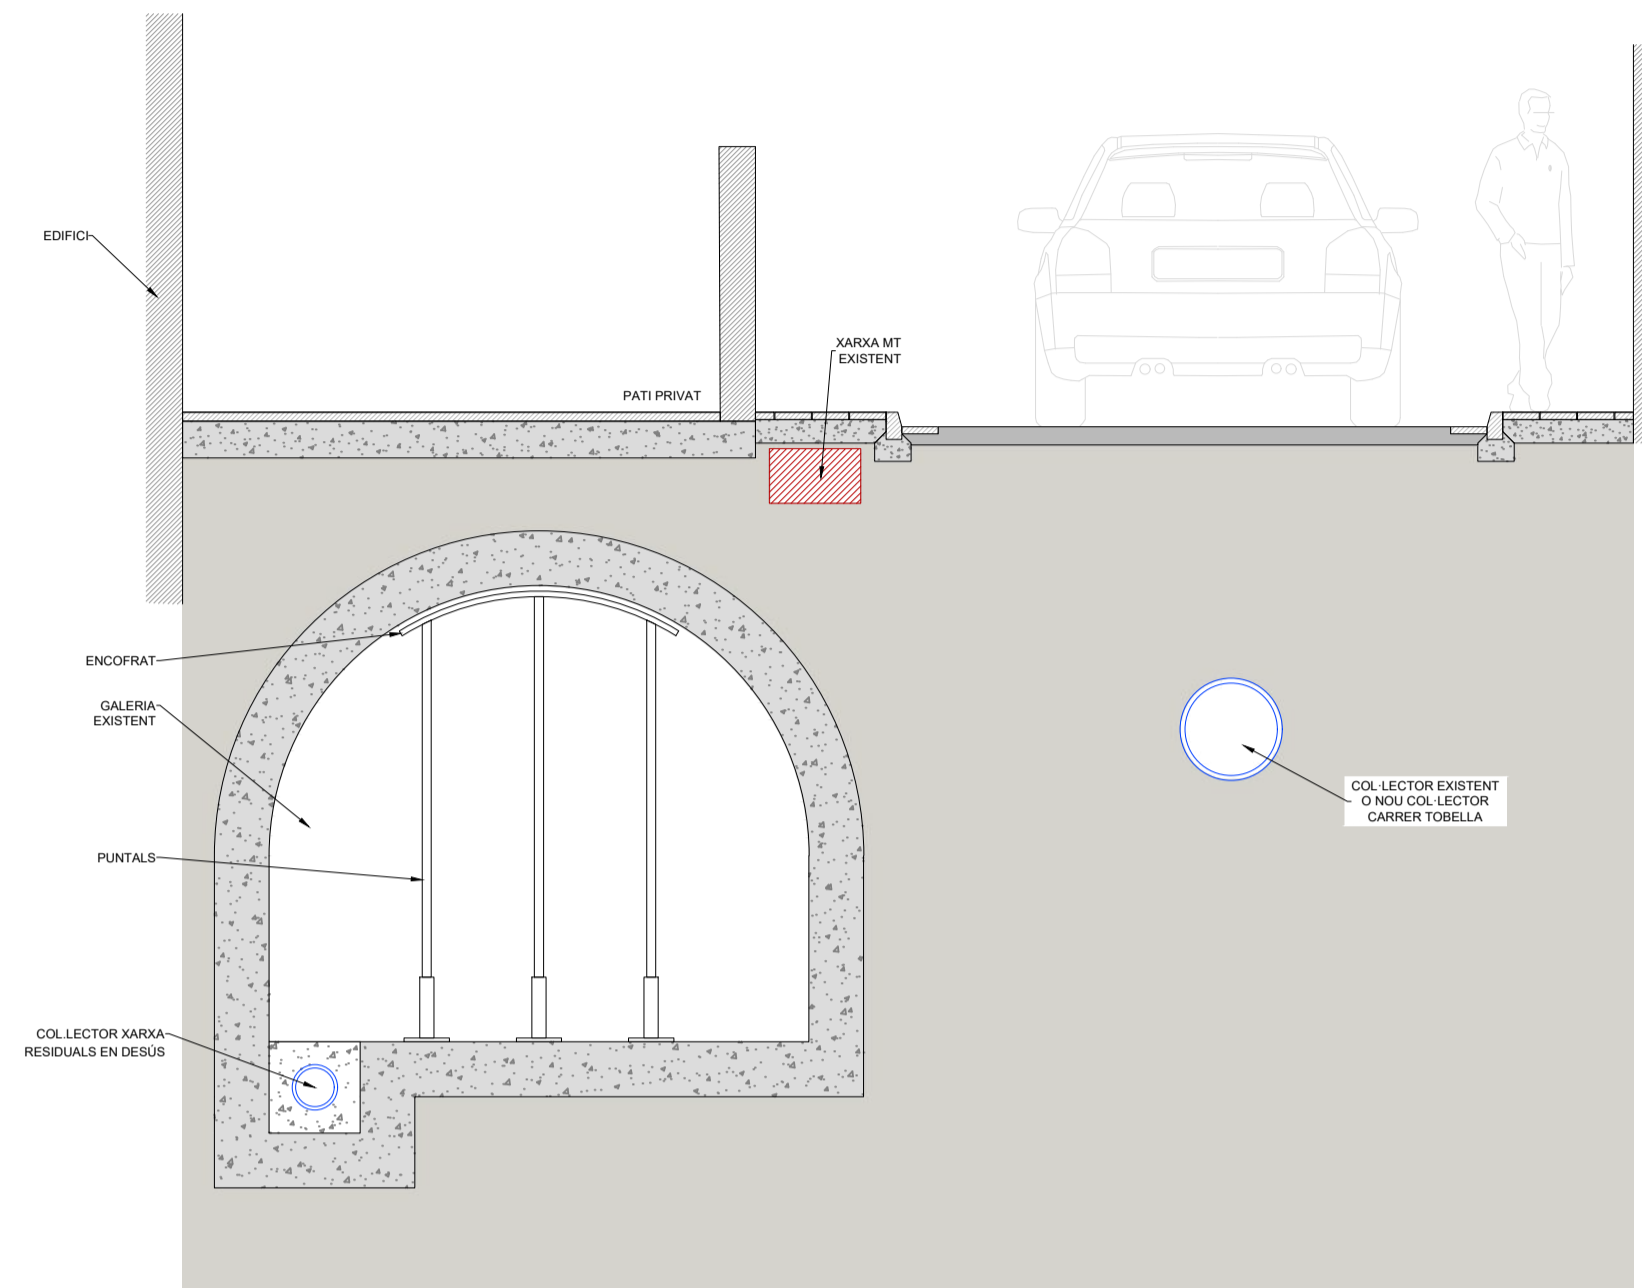 EDIFICI
XARXA MT
EXISTENT
PATI PRIVAT
ENCOFRAT
GALERIA
EXISTENT
COL·LECTOR EXISTENT
O NOU COL·LECTOR
CARRER TOBELLA
PUNTALS
COL.LECTOR XARXA
RESIDUALS EN DESÚS